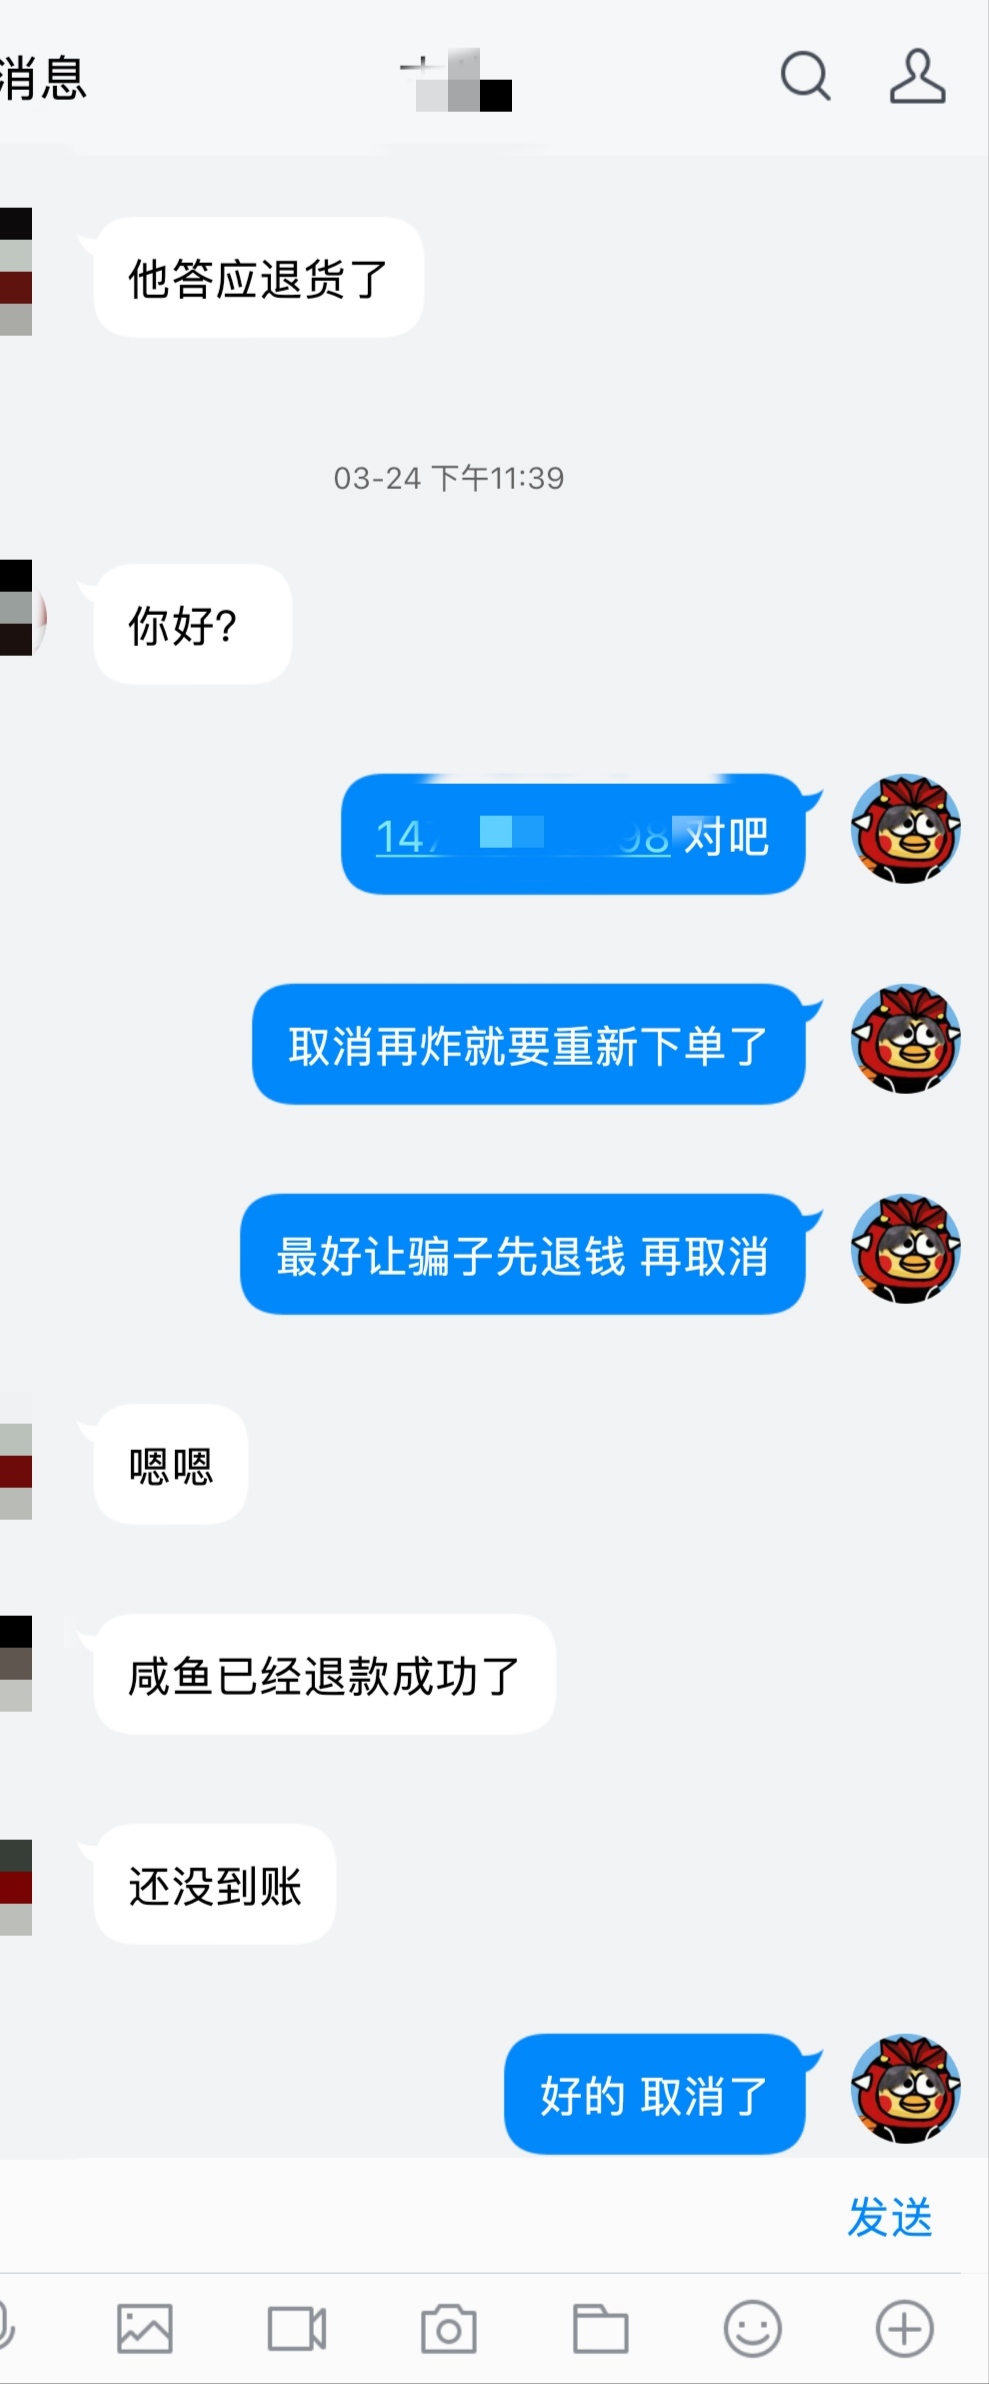 消息
他答应退货了
03-24 下午11:39
你好?
147 98 对吧
取消再炸就要重新下单了
最好让骗子先退钱 再取消
嗯嗯
咸鱼已经退款成功了
还没到账
好的 取消了
发送